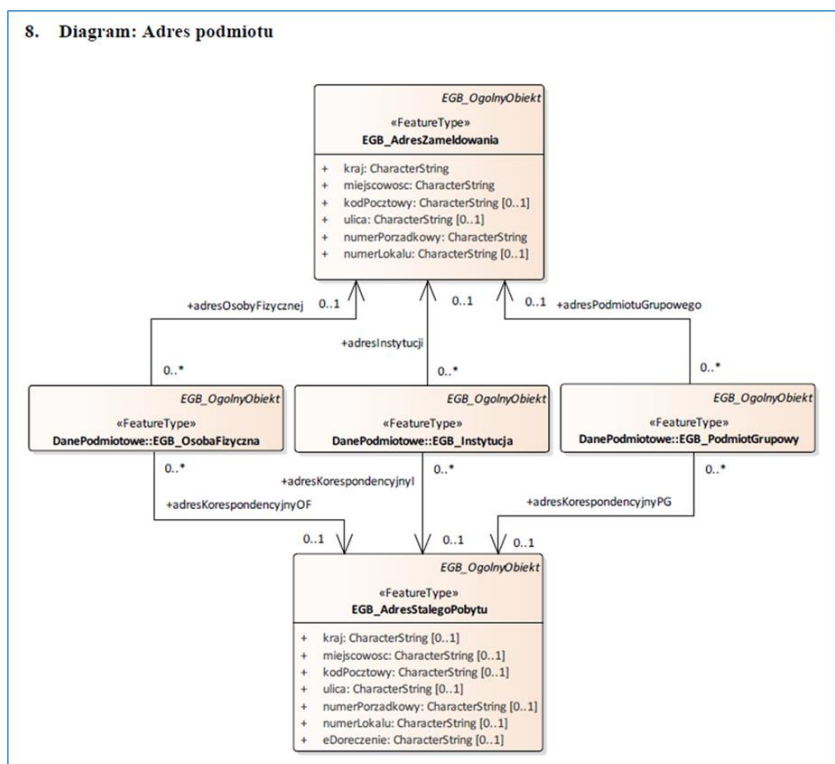 8. Diagram: Adres podmiotu
EGB_OgolnyObiekt
«FeatureType»
EGB_AdresZameldowania
+ kraj: CharacterString
+ miejscowosc: CharacterString
+ kodPocztowy: CharacterString [0..1]
+ ulica: CharacterString [0..1]
+ numerPorzadkowy: CharacterString
+ numerLokalu: CharacterString [0..1]
+adresOsobyFizycznej 0..1
0..1
0..1 +adresPodmiotuGrupowego
+adresInstytucji
0..*
0..*
0..*
EGB_OgolnyObiekt
«FeatureType»
DanePodmiotowe::EGB_OsobaFizyczna
EGB_OgolnyObiekt
«FeatureType»
DanePodmiotowe::EGB_Instytucja
EGB_OgolnyObiekt
«FeatureType»
DanePodmiotowe::EGB_PodmiotGrupowy
0..*
0..*
0..*
+adresKorespondencyjnyI
+adresKorespondencyjnyOF
+adresKorespondencyjnyPG
0..1
0..1
0..1
EGB_OgolnyObiekt
«FeatureType»
EGB_AdresStalegoPobytu
+ kraj: CharacterString [0..1]
+ miejscowosc: CharacterString [0..1]
+ kodPocztowy: CharacterString [0..1]
+ ulica: CharacterString [0..1]
+ numerPorzadkowy: CharacterString [0..1]
+ numerLokalu: CharacterString [0..1]
+ eDoreczenie: CharacterString [0..1]